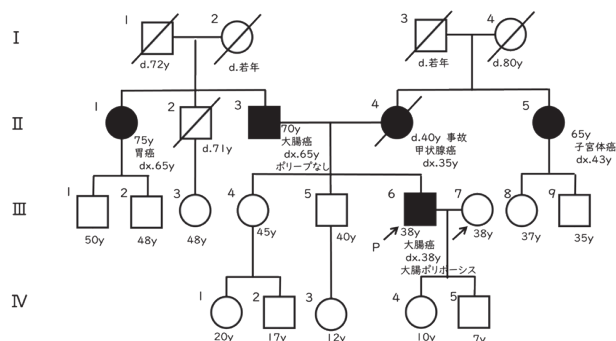 I
1
2
3
4
d.72y
d.若年
d.若年
d.80y
II
1
2
3
4
5
75y
胃癌
dx.65y
d.71y
70y
大腸癌
dx.65y
ポリープなし
d.40y 事故
甲状腺癌
dx.35y
65y
子宮体癌
dx.43y
III
1
2
3
4
5
6
7
8
9
50y
48y
48y
45y
40y
P
38y
大腸癌
dx.38y
大腸ポリポーシス
38y
37y
35y
IV
1
2
3
4
5
20y
17y
12y
10y
7y